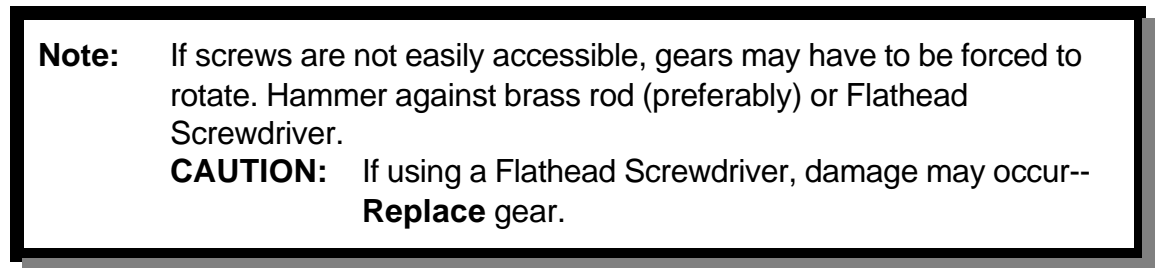 Note: If screws are not easily accessible, gears may have to be forced to
rotate. Hammer against brass rod (preferably) or Flathead
Screwdriver.
CAUTION: If using a Flathead Screwdriver, damage may occur--
Replace gear.